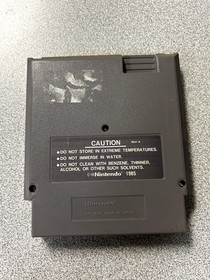 CAUTION
•DO NOT STORE IN EXTREME TEMPERATURES.
•DO NOT IMMERSE IN WATER.
•DO NOT CLEAN WITH BENZENE, THINNER,
ALCOHOL OR OTHER SUCH SOLVENTS.
©Nintendo 1985
Nintendo